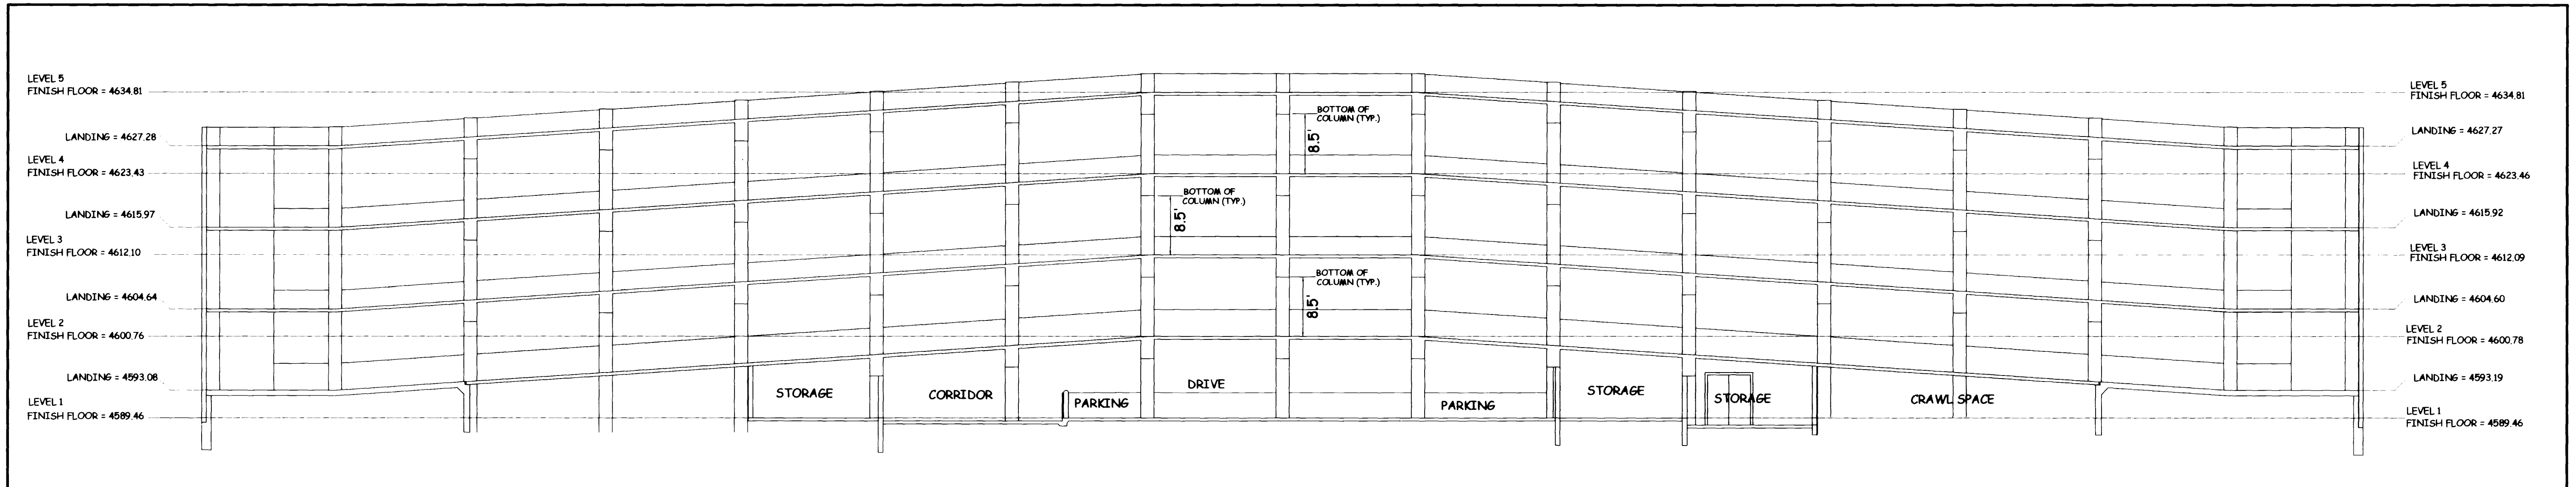 LEVEL 5
FINISH FLOOR = 4634.81
LANDING = 4627.28
LEVEL 4
FINISH FLOOR = 4623.43
LANDING = 4615.97
LEVEL 3
FINISH FLOOR = 4612.10
LANDING = 4604.64
LEVEL 2
FINISH FLOOR = 4600.76
LANDING = 4593.08
LEVEL 1
FINISH FLOOR = 4589.46
BOTTOM OF
COLUMN (TYP.)
8.5'
BOTTOM OF
COLUMN (TYP.)
8.5'
BOTTOM OF
COLUMN (TYP.)
8.5'
STORAGE
CORRIDOR
PARKING
DRIVE
PARKING
STORAGE
STORAGE
CRAWL SPACE
LEVEL 5
FINISH FLOOR = 4634.81
LANDING = 4627.27
LEVEL 4
FINISH FLOOR = 4623.46
LANDING = 4615.92
LEVEL 3
FINISH FLOOR = 4612.09
LANDING = 4604.60
LEVEL 2
FINISH FLOOR = 4600.78
LANDING = 4593.19
LEVEL 1
FINISH FLOOR = 4589.46